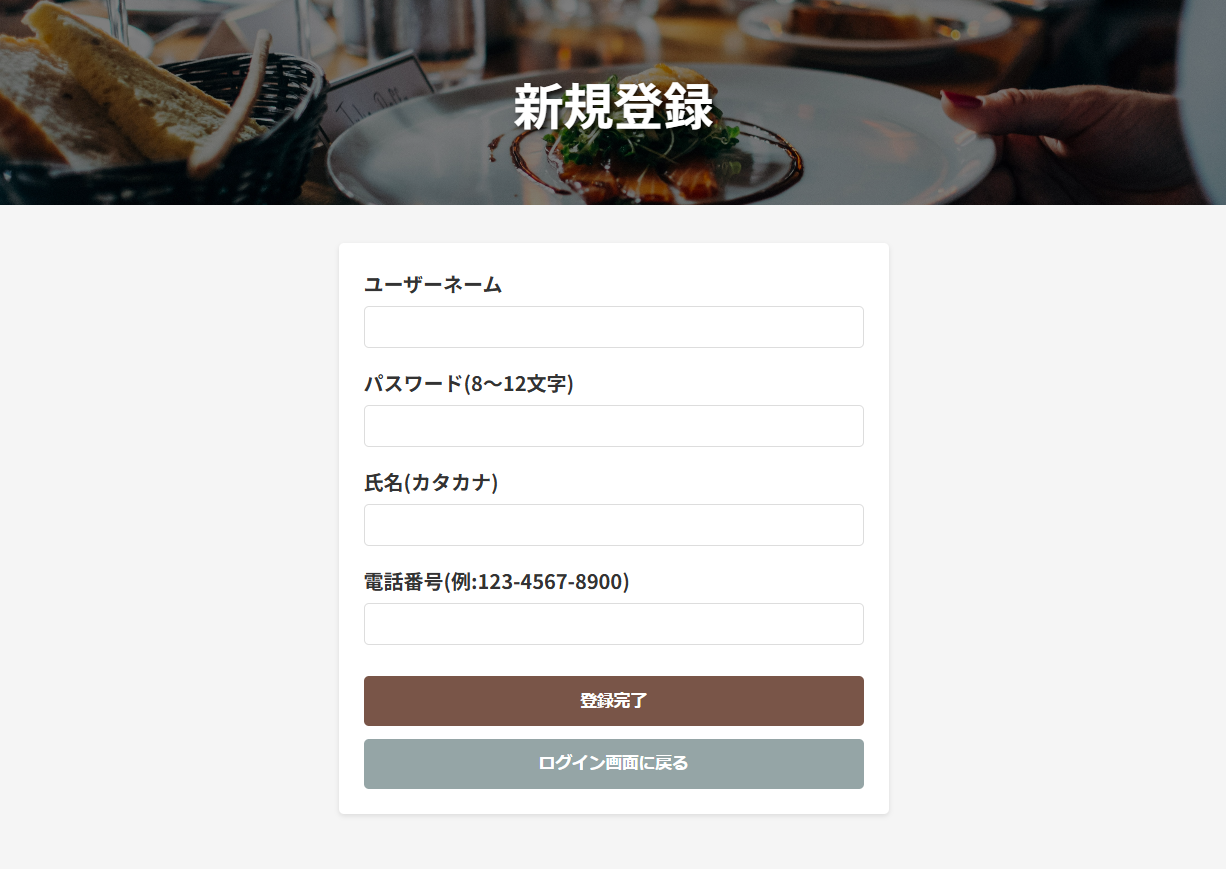 新規登録
ユーザーネーム
パスワード(8〜12文字)
氏名(カタカナ)
電話番号(例:123-4567-8900)
登録完了
ログイン画面に戻る